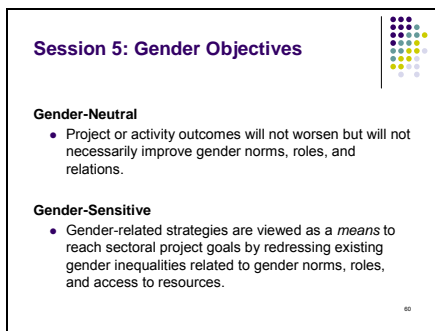 Session 5: Gender Objectives
Gender-Neutral
● Project or activity outcomes will not worsen but will not
necessarily improve gender norms, roles, and
relations.
Gender-Sensitive
● Gender-related strategies are viewed as a means to
reach sectoral project goals by redressing existing
gender inequalities related to gender norms, roles,
and access to resources.
60